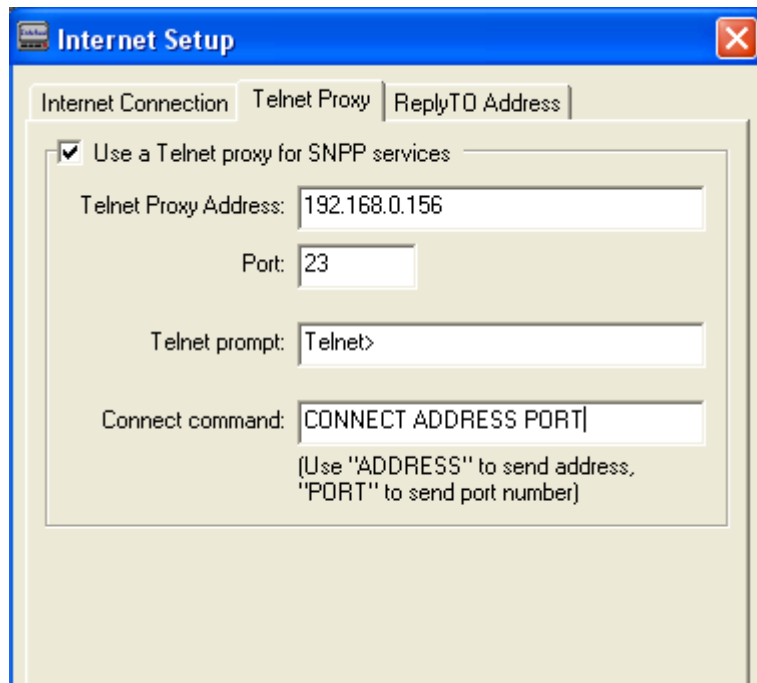 Internet Setup
Internet Connection
Telnet Proxy
ReplyTO Address
Use a Telnet proxy for SNPP services
Telnet Proxy Address: 192.168.0.156
Port: 23
Telnet prompt: Telnet>
Connect command: CONNECT ADDRESS PORT
(Use "ADDRESS" to send address,
"PORT" to send port number)